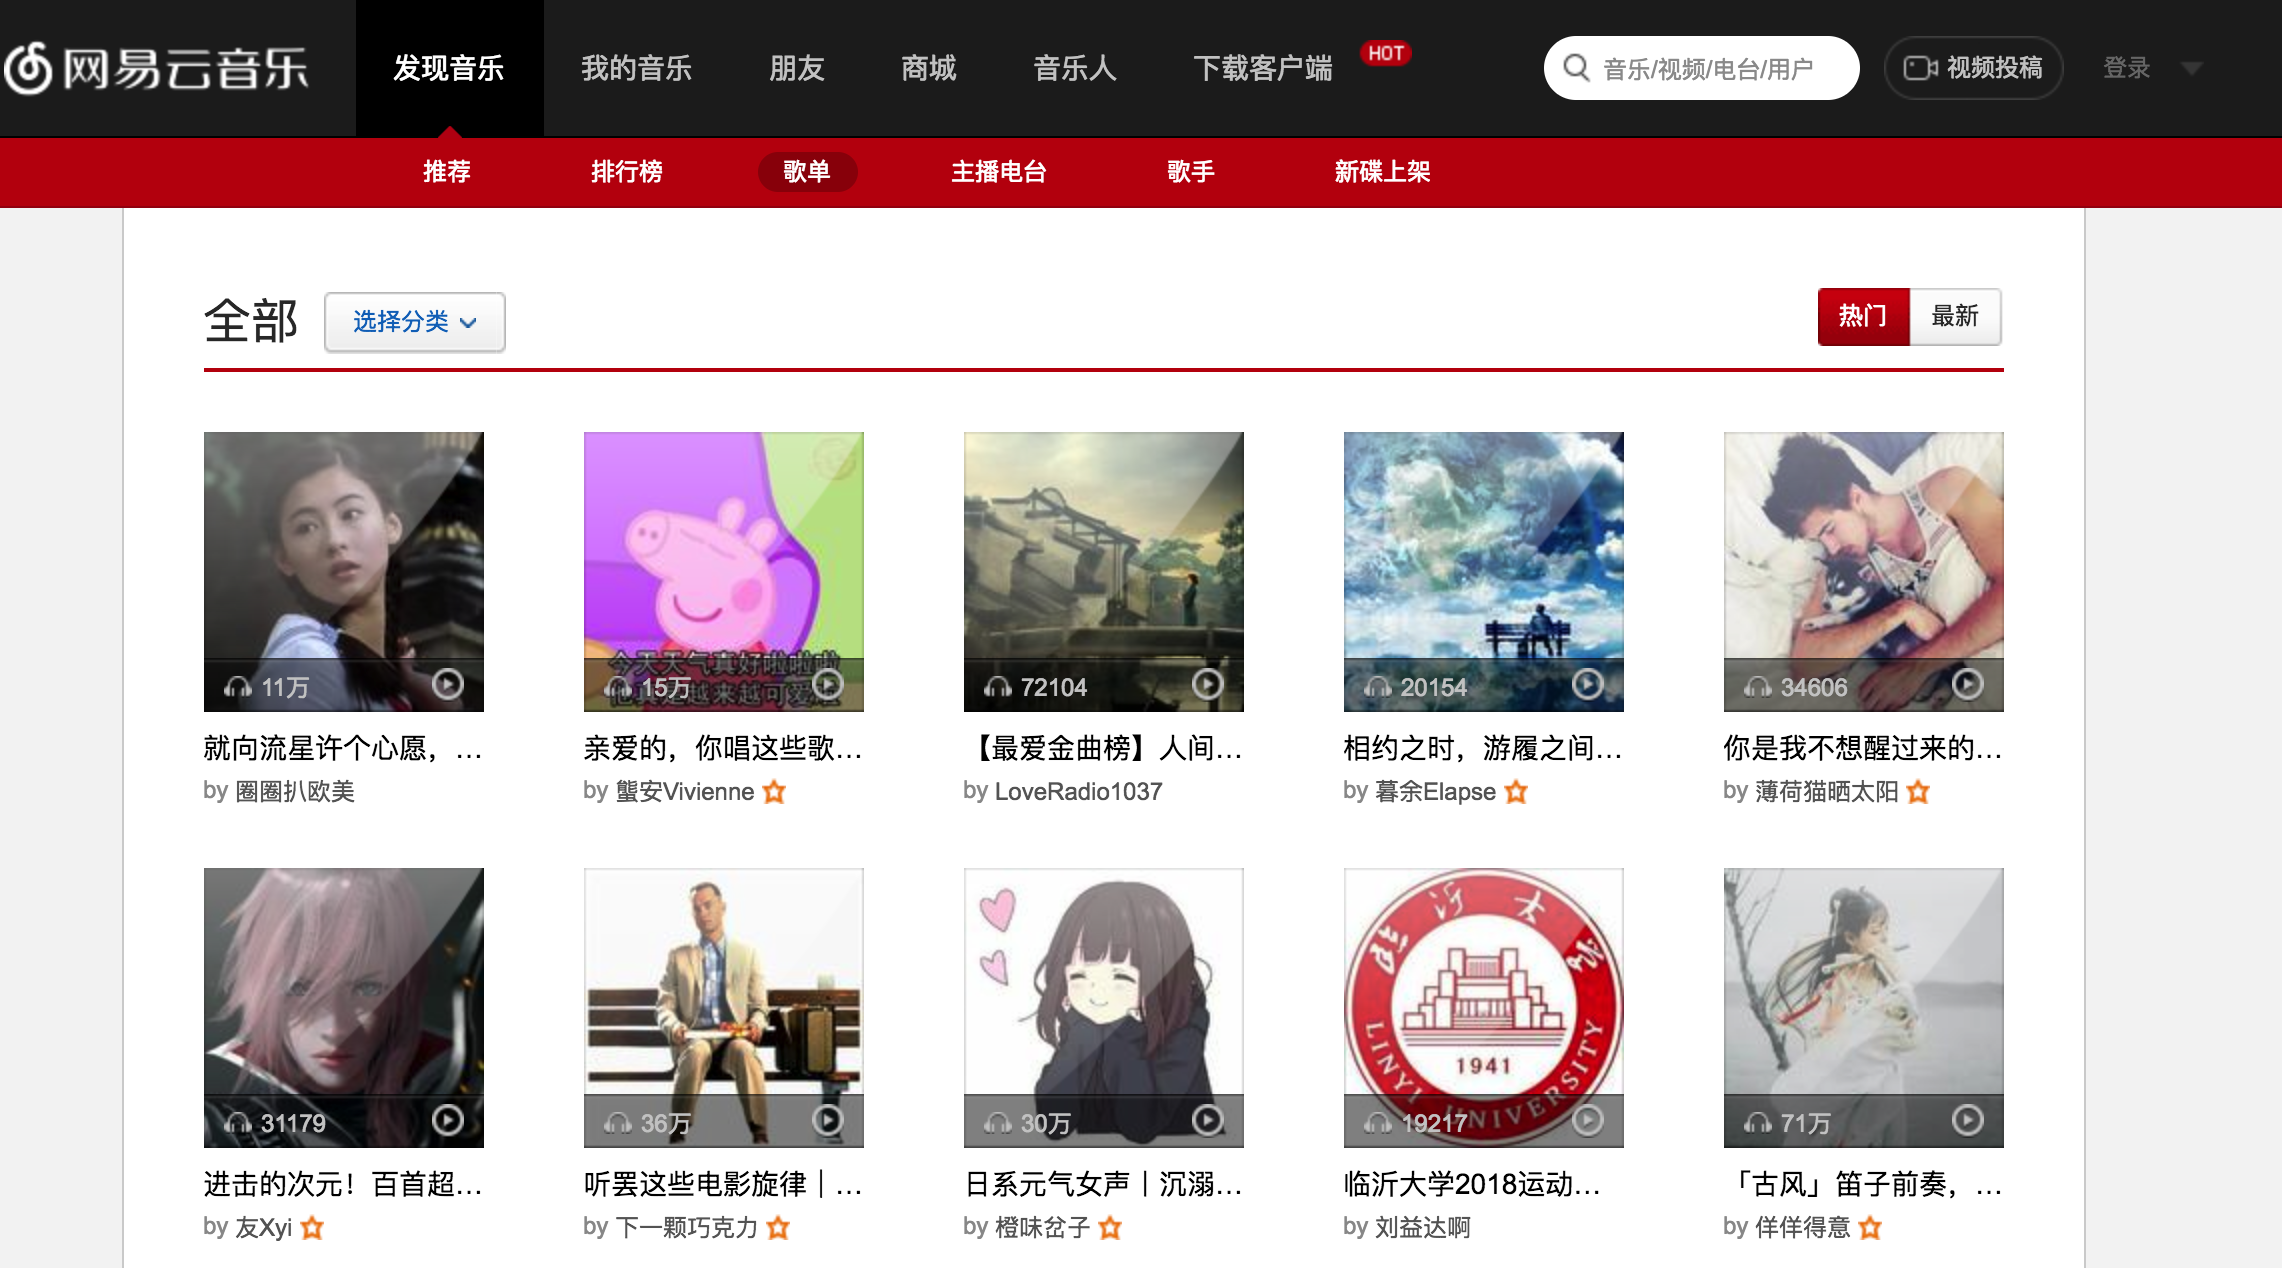 网易云音乐
发现音乐 我的音乐 朋友 商城 音乐人 下载客户端 HOT 音乐/视频/电台/用户 视频投稿 登录
推荐 排行榜 歌单 主播电台 歌手 新碟上架
全部 选择分类 热门 最新
今天天气真好啦啦啦
11万 15万 72104 20154 34606
就向流星许个心愿，... 亲爱的，你唱这些歌... 【最爱金曲榜】人间... 相约之时，游履之间... 你是我不想醒过来的...
by 圈圈扒欧美 by 蠻安Vivienne by LoveRadio1037 by 暮余Elapse by 薄荷猫晒太阳
临沂大学
1941
LINYI UNIVERSITY
31179 36万 30万 19217 71万
进击的次元！百首超... 听罢这些电影旋律｜... 日系元气女声丨沉溺... 临沂大学2018运动... 「古风」笛子前奏，...
by 友Xyi by 下一颗巧克力 by 橙味岔子 by 刘益达啊 by 佯佯得意